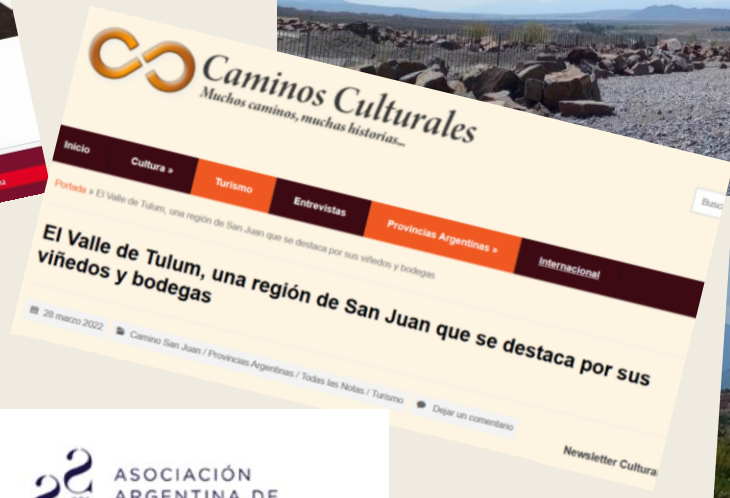 Caminos Culturales
Muchos caminos, muchas historias...
Inicio
Cultura »
Turismo
Entrevistas
Provincias Argentinas »
Internacional
Portada » El Valle de Tulum, una región de San Juan que se destaca por sus viñedos y bodegas
El Valle de Tulum, una región de San Juan que se destaca por sus
viñedos y bodegas
28 marzo 2022
Camino San Juan / Provincias Argentinas / Todas las Notas / Turismo
Dejar un comentario
Newsletter Cultura
ASOCIACIÓN
ARGENTINA DE